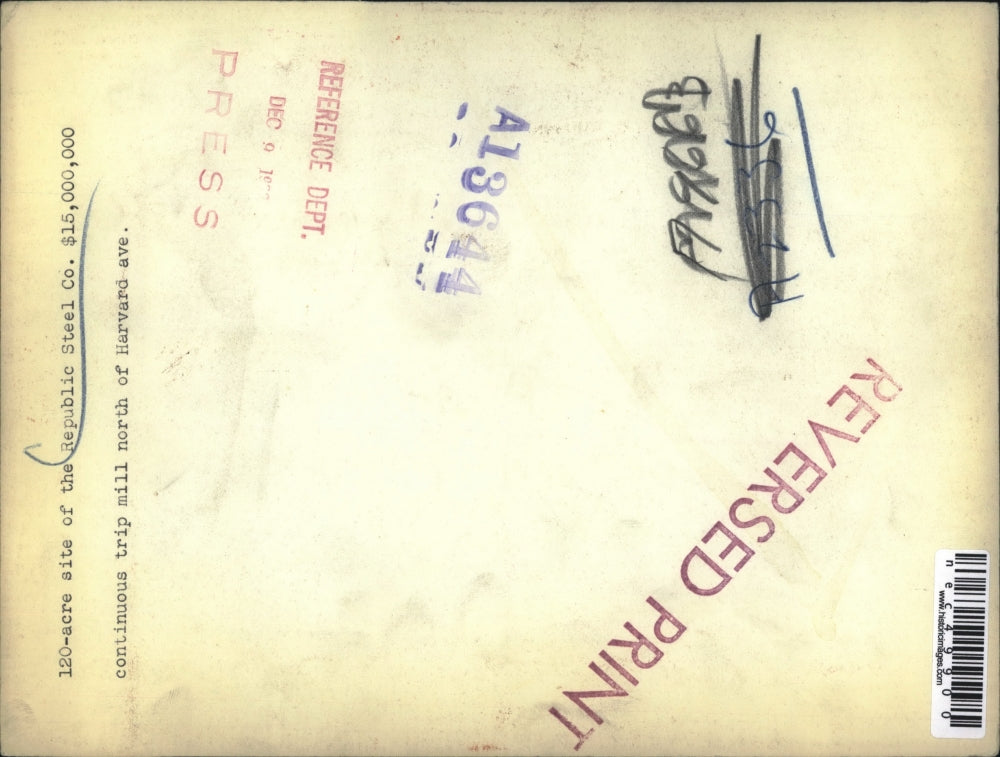 120-acre site of the Republic Steel Co. $15,000,000
continuous trip mill north of Harvard ave.
PRESS
DEC 9
REFERENCE DEPT.
A13644
REVERSED PRINT
nec49900
www.historicimages.com